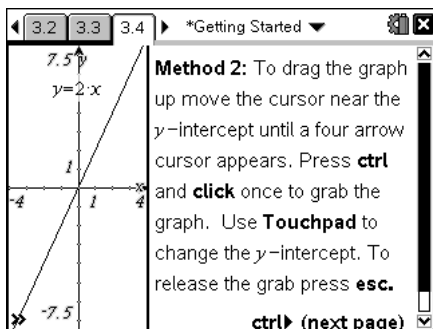 3.2 3.3 3.4 *Getting Started
7.5 y
y=2·x
1
x
-4 1 4
-7.5
Method 2: To drag the graph
up move the cursor near the
y-intercept until a four arrow
cursor appears. Press ctrl
and click once to grab the
graph. Use Touchpad to
change the y-intercept. To
release the grab press esc.
ctrl▶ (next page)